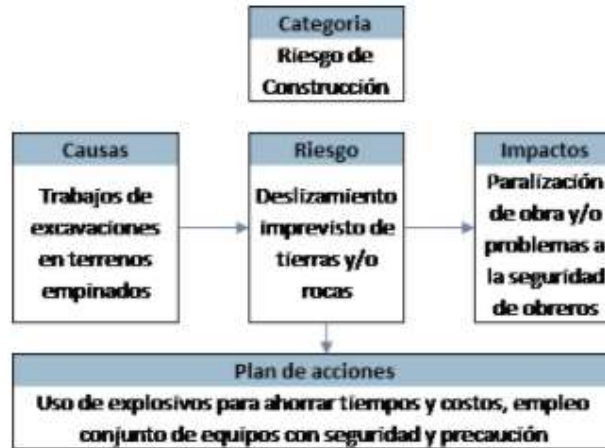 Categoria
Riesgo de
Construcción
Causas
Trabajos de
excavaciones
en terrenos
empinados
Riesgo
Deslizamiento
imprevisto de
tierras y/o
rocas
Impactos
Paralización
de obra y/o
problemas a
la seguridad
de obreros
Plan de acciones
Uso de explosivos para ahorrar tiempos y costos, empleo
conjunto de equipos con seguridad y precaución